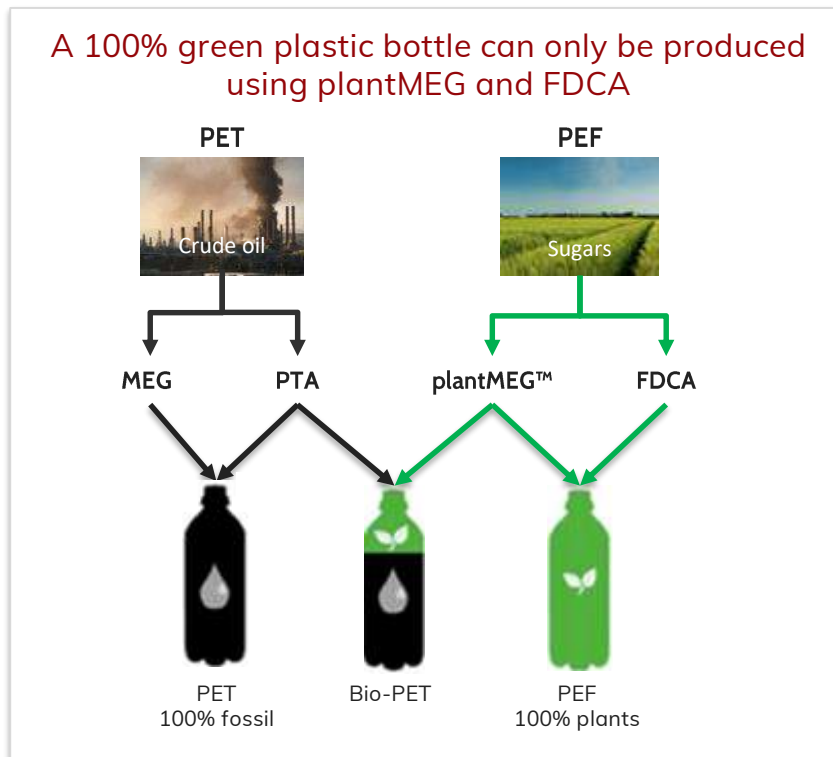 A 100% green plastic bottle can only be produced
using plantMEG and FDCA
PET
PEF
Crude oil
Sugars
MEG
PTA
plantMEG™
FDCA
PET
100% fossil
Bio-PET
PEF
100% plants